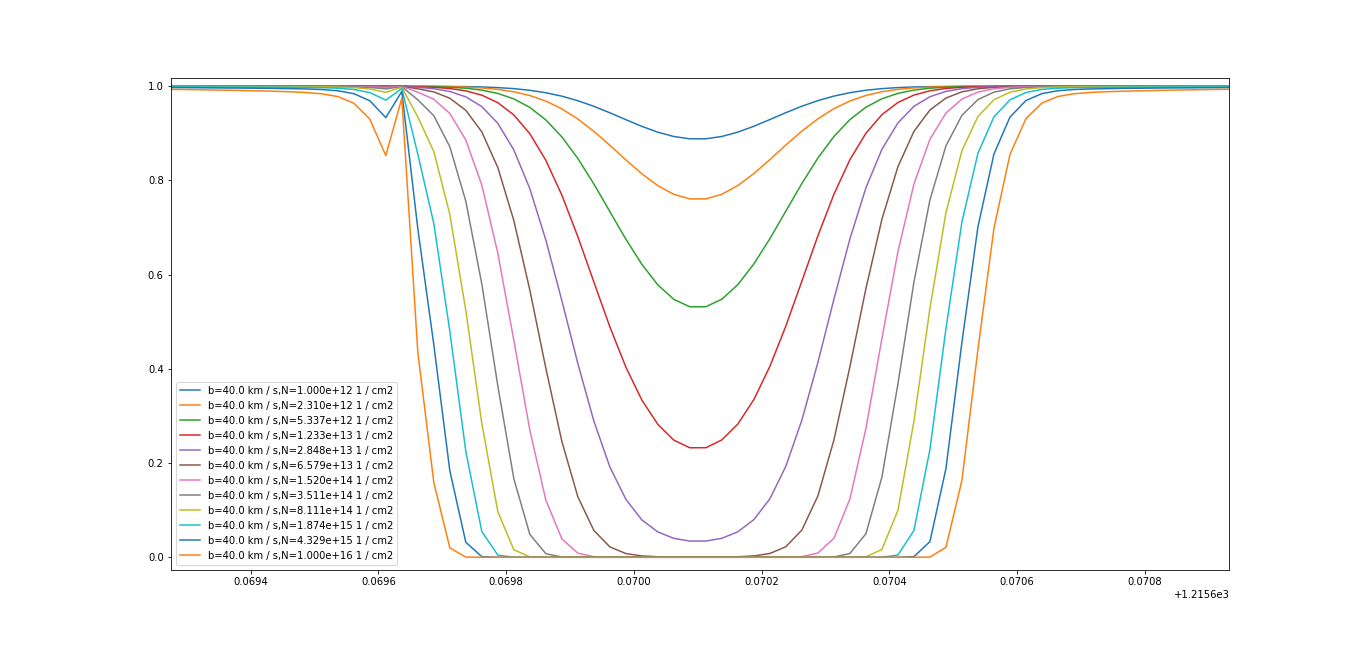 1.0
0.8
0.6
0.4
0.2
0.0
b=40.0 km / s,N=1.000e+12 1 / cm2
b=40.0 km / s,N=2.310e+12 1 / cm2
b=40.0 km / s,N=5.337e+12 1 / cm2
b=40.0 km / s,N=1.233e+13 1 / cm2
b=40.0 km / s,N=2.848e+13 1 / cm2
b=40.0 km / s,N=6.579e+13 1 / cm2
b=40.0 km / s,N=1.520e+14 1 / cm2
b=40.0 km / s,N=3.511e+14 1 / cm2
b=40.0 km / s,N=8.111e+14 1 / cm2
b=40.0 km / s,N=1.874e+15 1 / cm2
b=40.0 km / s,N=4.329e+15 1 / cm2
b=40.0 km / s,N=1.000e+16 1 / cm2
0.0694 0.0696 0.0698 0.0700 0.0702 0.0704 0.0706 0.0708
+1.2156e3